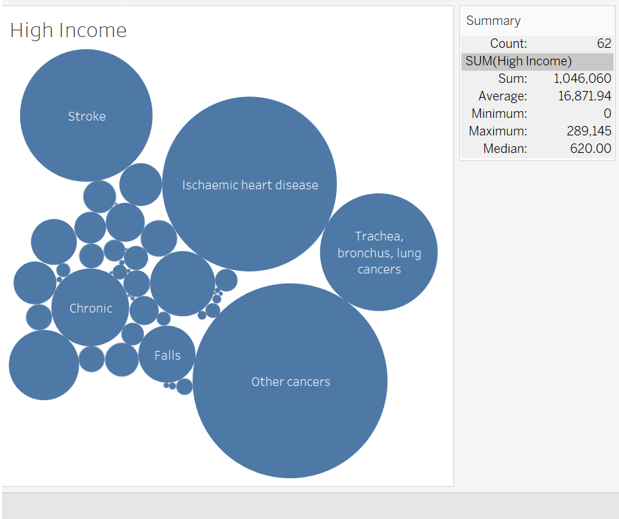 High Income
Stroke
Ischaemic heart disease
Trachea,
bronchus, lung
cancers
Chronic
Falls
Other cancers
Summary
Count: 62
SUM(High Income)
Sum: 1,046,060
Average: 16,871.94
Minimum: 0
Maximum: 289,145
Median: 620.00